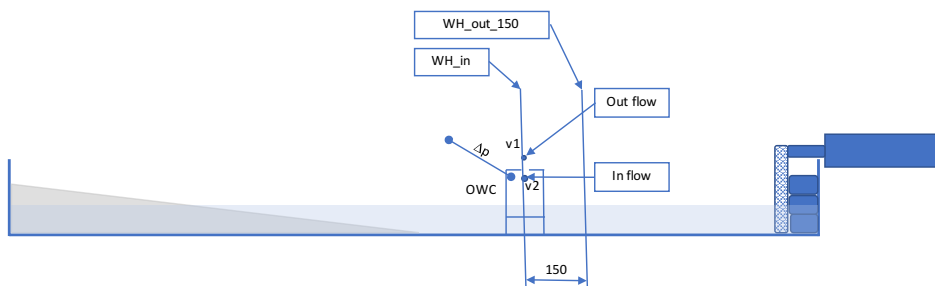 WH_out_150
WH_in
Out flow
v1
Δp
In flow
OWC
v2
150